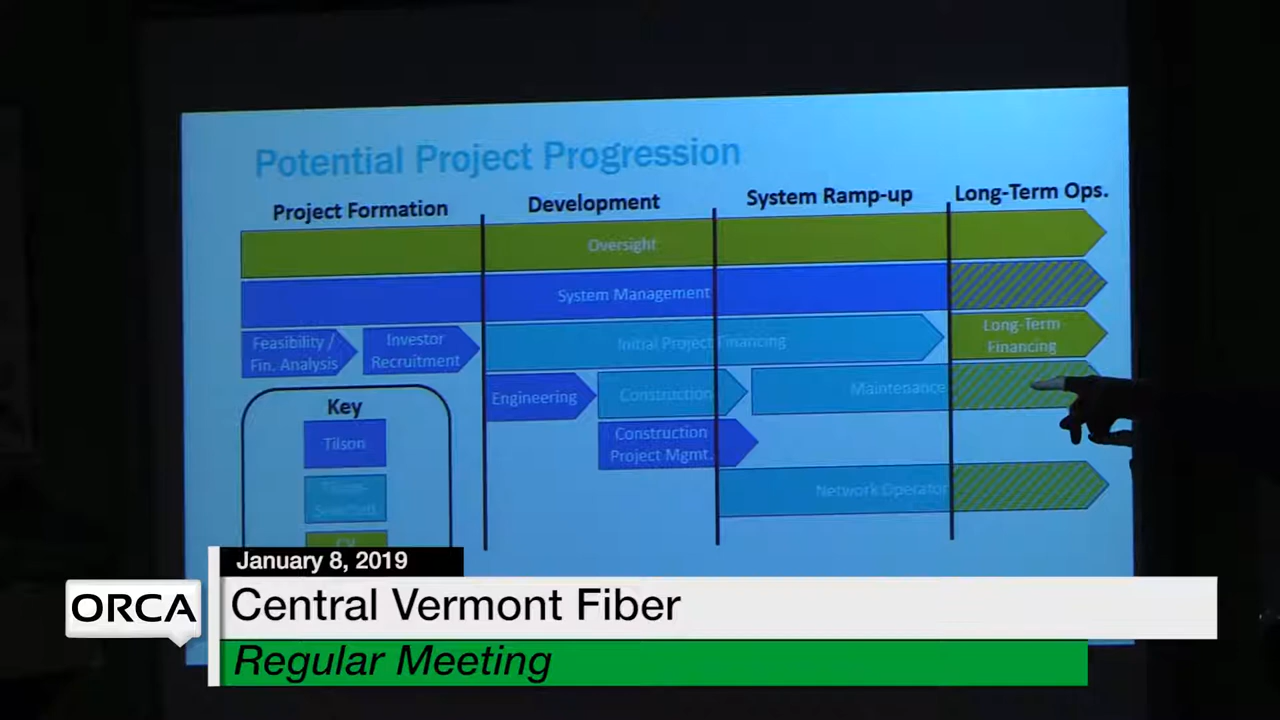 Potential Project Progression
Project Formation
Development
System Ramp-up
Long-Term Ops.
Oversight
System Management
Feasibility /
Fin. Analysis
Investor
Recruitment
Initial Project Financing
Long-Term
Financing
Engineering
Construction
Maintenance
Construction
Project Mgmt.
Network Operator
Key
Tilson
January 8, 2019
ORCA
Central Vermont Fiber
Regular Meeting